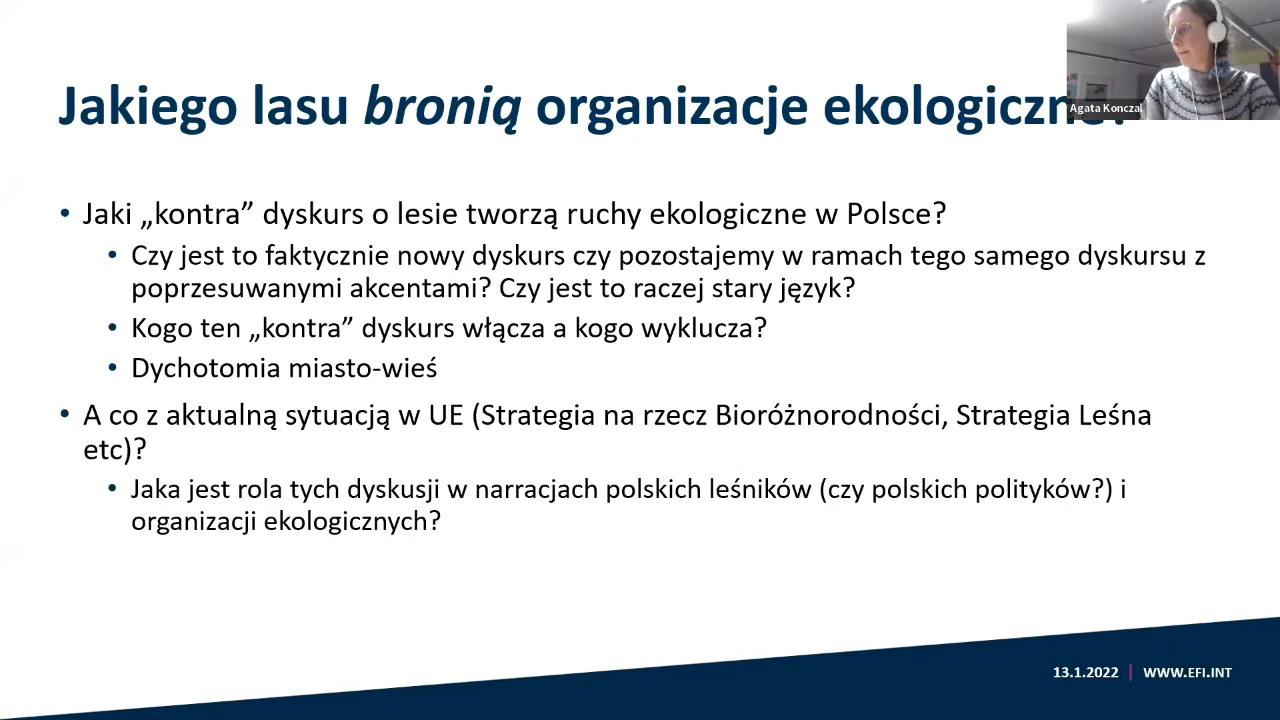 Jakiego lasu bronią organizacje ekologiczne?
Agata Konczal
• Jaki „kontra” dyskurs o lesie tworzą ruchy ekologiczne w Polsce?
• Czy jest to faktycznie nowy dyskurs czy pozostajemy w ramach tego samego dyskursu z
poprzesuwanymi akcentami? Czy jest to raczej stary język?
• Kogo ten „kontra” dyskurs włącza a kogo wyklucza?
• Dychotomia miasto-wieś
• A co z aktualną sytuacją w UE (Strategia na rzecz Bioróżnorodności, Strategia Leśna
etc)?
• Jaka jest rola tych dyskusji w narracjach polskich leśników (czy polskich polityków?) i
organizacji ekologicznych?
13.1.2022 | WWW.EFI.INT